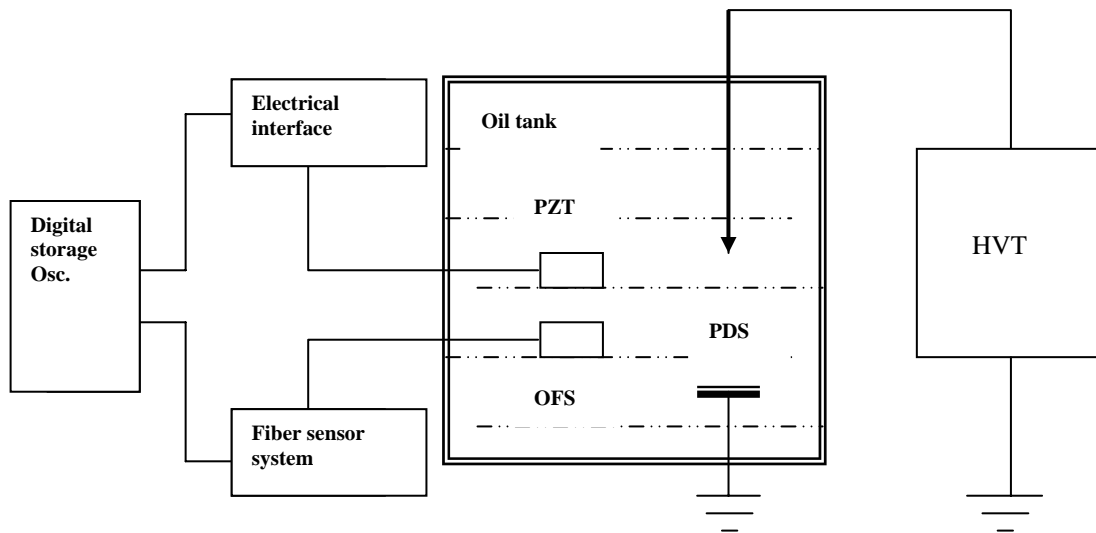 Electrical
interface
Oil tank
PZT
Digital
storage
Osc.
HVT
PDS
OFS
Fiber sensor
system